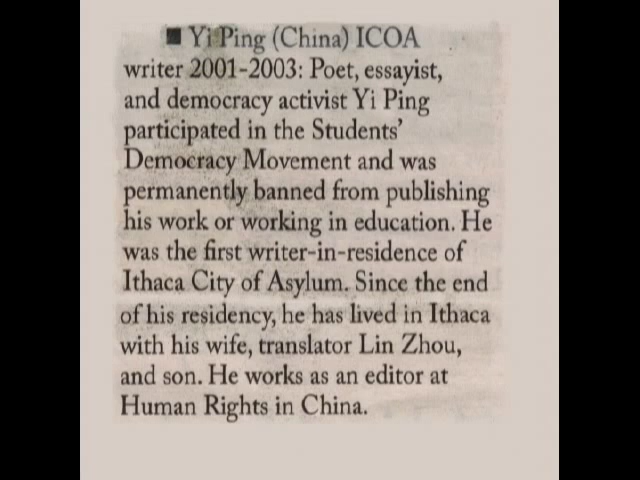 ■ Yi Ping (China) ICOA
writer 2001-2003: Poet, essayist,
and democracy activist Yi Ping
participated in the Students’
Democracy Movement and was
permanently banned from publishing
his work or working in education. He
was the first writer-in-residence of
Ithaca City of Asylum. Since the end
of his residency, he has lived in Ithaca
with his wife, translator Lin Zhou,
and son. He works as an editor at
Human Rights in China.